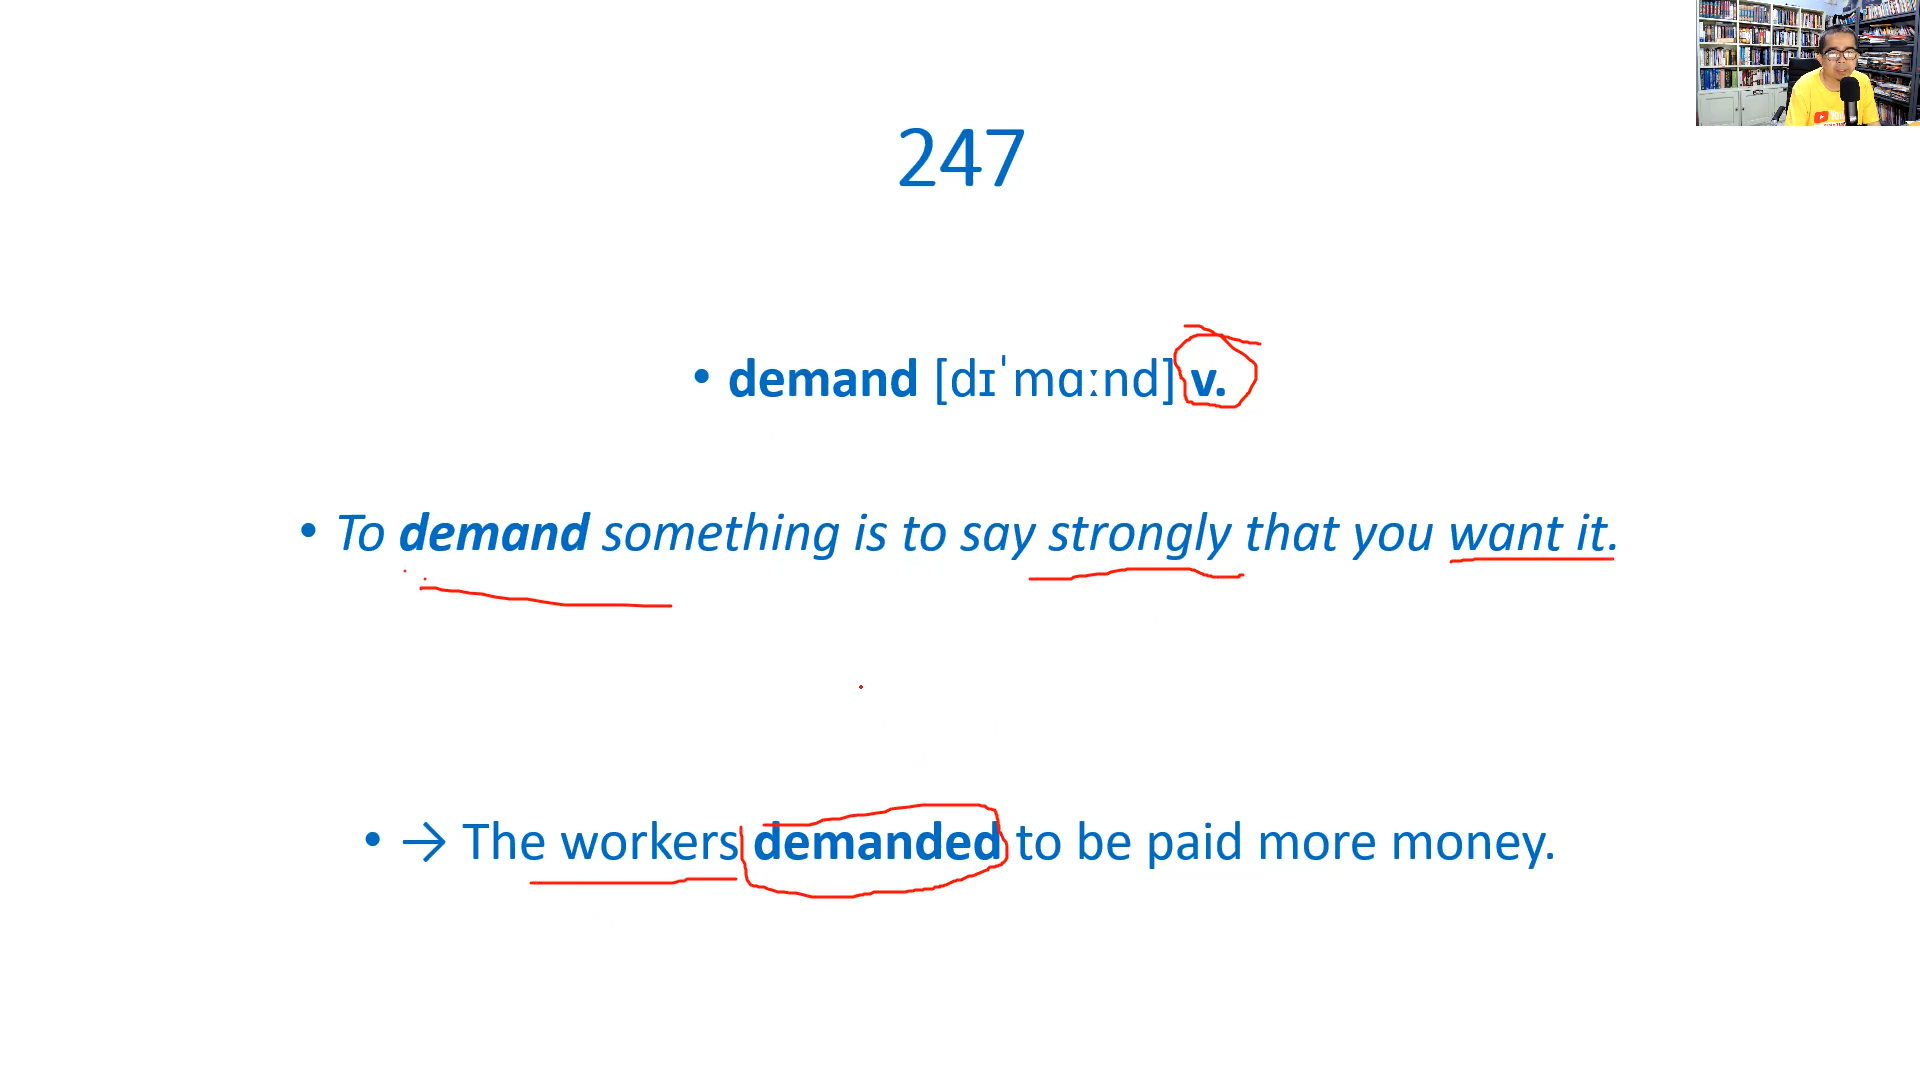 247
• demand [dɪˈmɑːnd] v.
• To demand something is to say strongly that you want it.
• → The workers demanded to be paid more money.